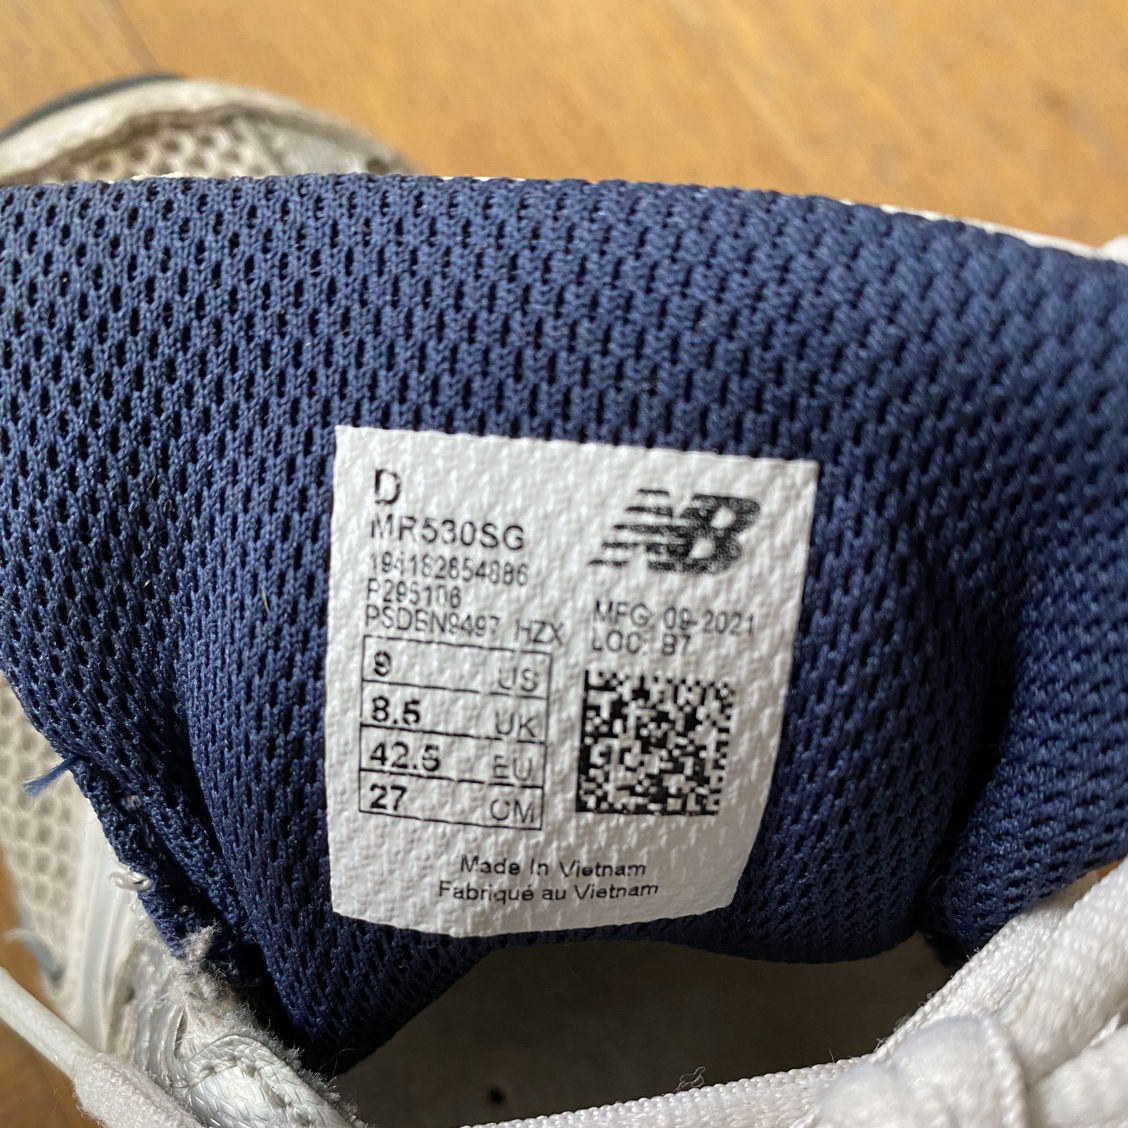 D
MR530SG
NB
194182654886
P295106
PSDBN9497 HZX
MFG: 09-2021
LOC: B7
9 US
8.5 UK
42.5 EU
27 CM
Made In Vietnam
Fabriqué au Vietnam